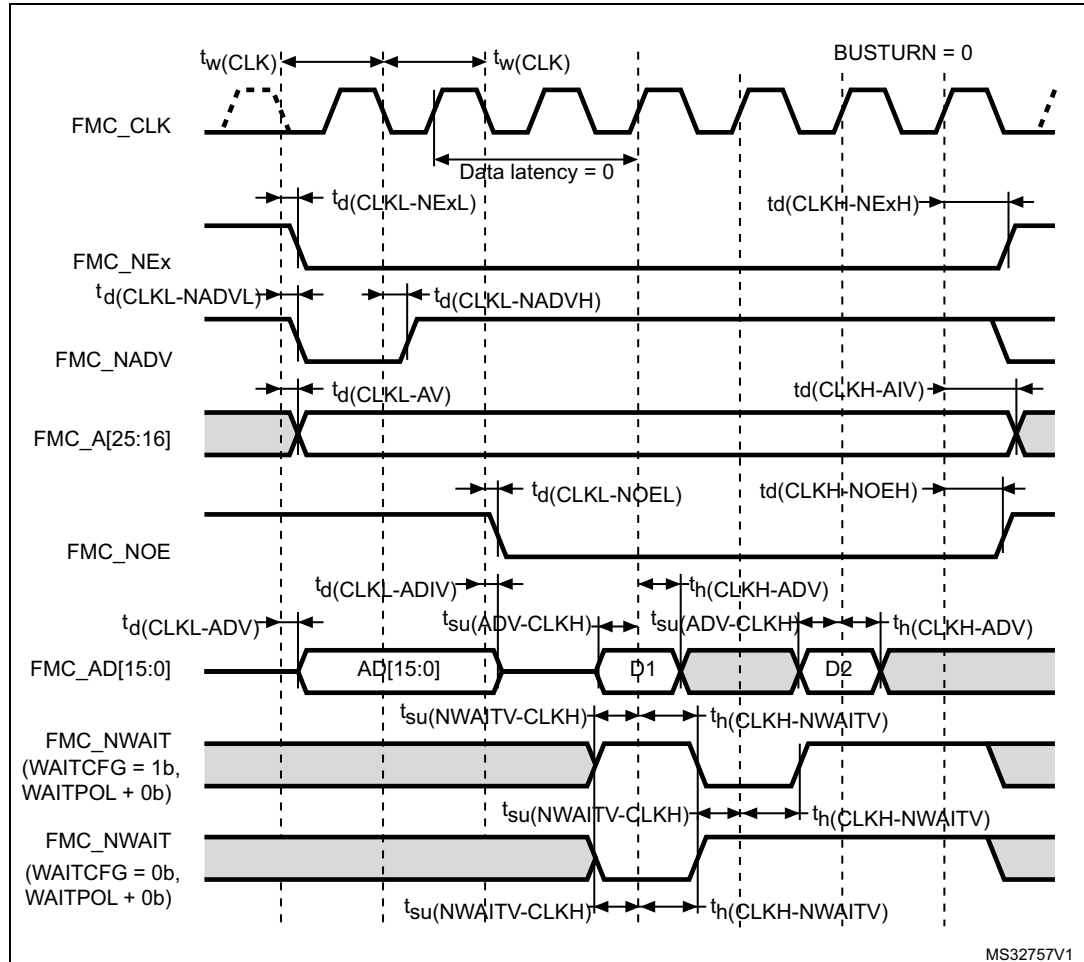 BUSTURN = 0
tw(CLK)
tw(CLK)
FMC_CLK
Data latency = 0
td(CLKL-NExL)
td(CLKH-NExH)
FMC_NEx
td(CLKL-NADVL)
td(CLKL-NADVH)
FMC_NADV
td(CLKL-AV)
td(CLKH-AIV)
FMC_A[25:16]
td(CLKL-NOEL)
td(CLKH-NOEH)
FMC_NOE
td(CLKL-ADIV)
th(CLKH-ADV)
td(CLKL-ADV)
tsu(ADV-CLKH)
tsu(ADV-CLKH)
th(CLKH-ADV)
FMC_AD[15:0]
AD[15:0]
D1
D2
tsu(NWAITV-CLKH)
th(CLKH-NWAITV)
FMC_NWAIT
(WAITCFG = 1b,
WAITPOL + 0b)
tsu(NWAITV-CLKH)
th(CLKH-NWAITV)
FMC_NWAIT
(WAITCFG = 0b,
WAITPOL + 0b)
tsu(NWAITV-CLKH)
th(CLKH-NWAITV)
MS32757V1